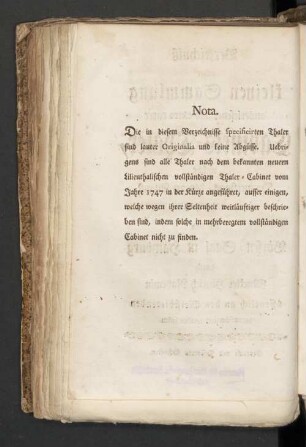 Nota.
Die in diesem Verzeichnisse specificirten Thaler
sind lauter Originalia und keine Abgüsse. Uebri-
gens sind alle Thaler nach dem bekannten neuern
Lilienthalischen vollständigen Thaler-Cabinet vom
Jahre 1747 in der Kürze angeführet, ausser einigen,
welche wegen ihrer Seltenheit weitläuftiger beschrie-
ben sind, indem solche in mehrberegtem vollständigen
Cabinet nicht zu finden.